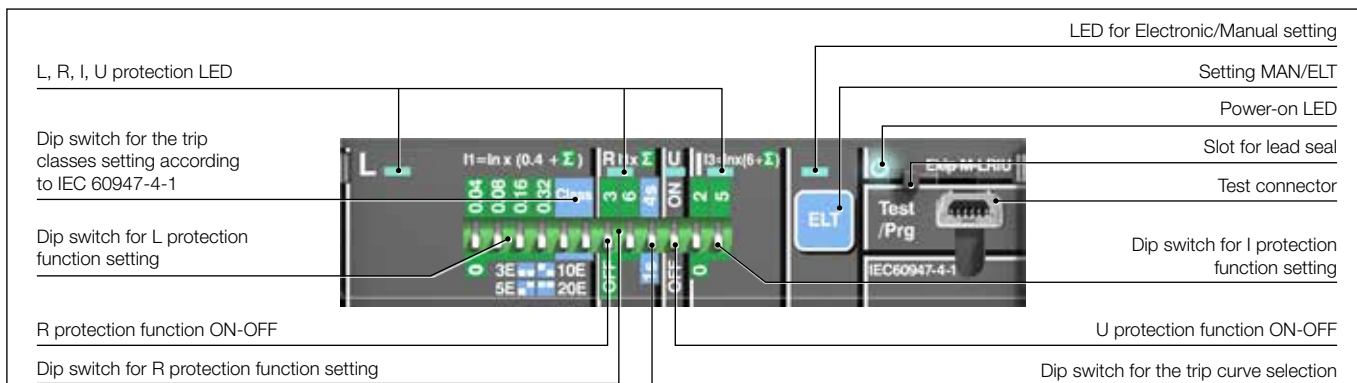 LED for Electronic/Manual setting
L, R, I, U protection LED
Setting MAN/ELT
Power-on LED
Dip switch for the trip
classes setting according
to IEC 60947-4-1
Slot for lead seal
Test connector
Dip switch for L protection
function setting
Dip switch for I protection
function setting
R protection function ON-OFF
U protection function ON-OFF
Dip switch for R protection function setting
Dip switch for the trip curve selection
L
I1=In x (0.4 + Σ)
R I1x Σ
U
I3=Inx(6+Σ)
Ekip M-LRIU
0.04
0.08
0.16
0.32
Class
3
6
4s
ON
2
5
ELT
Test
/Prg
0
3E
10E
5E
20E
OFF
OFF
0
IEC60947-4-1